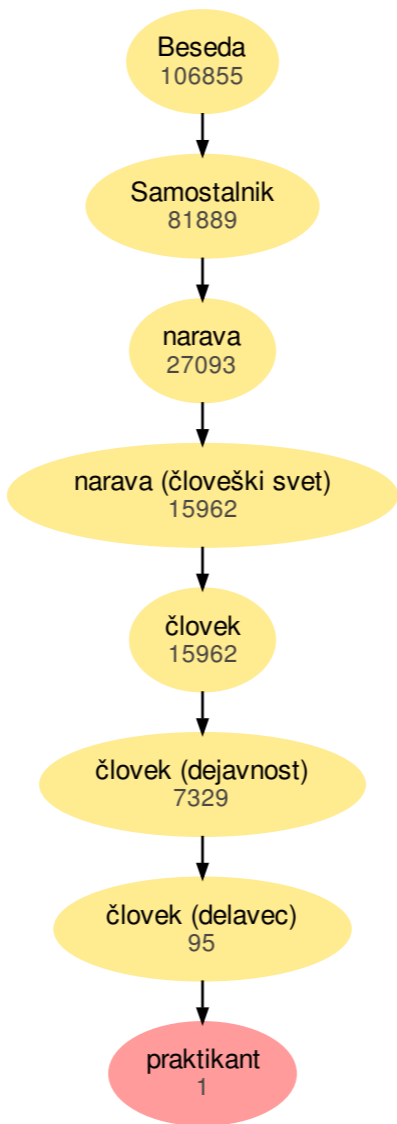 Beseda
106855
Samostalnik
81889
narava
27093
narava (človeški svet)
15962
človek
15962
človek (dejavnost)
7329
človek (delavec)
95
praktikant
1